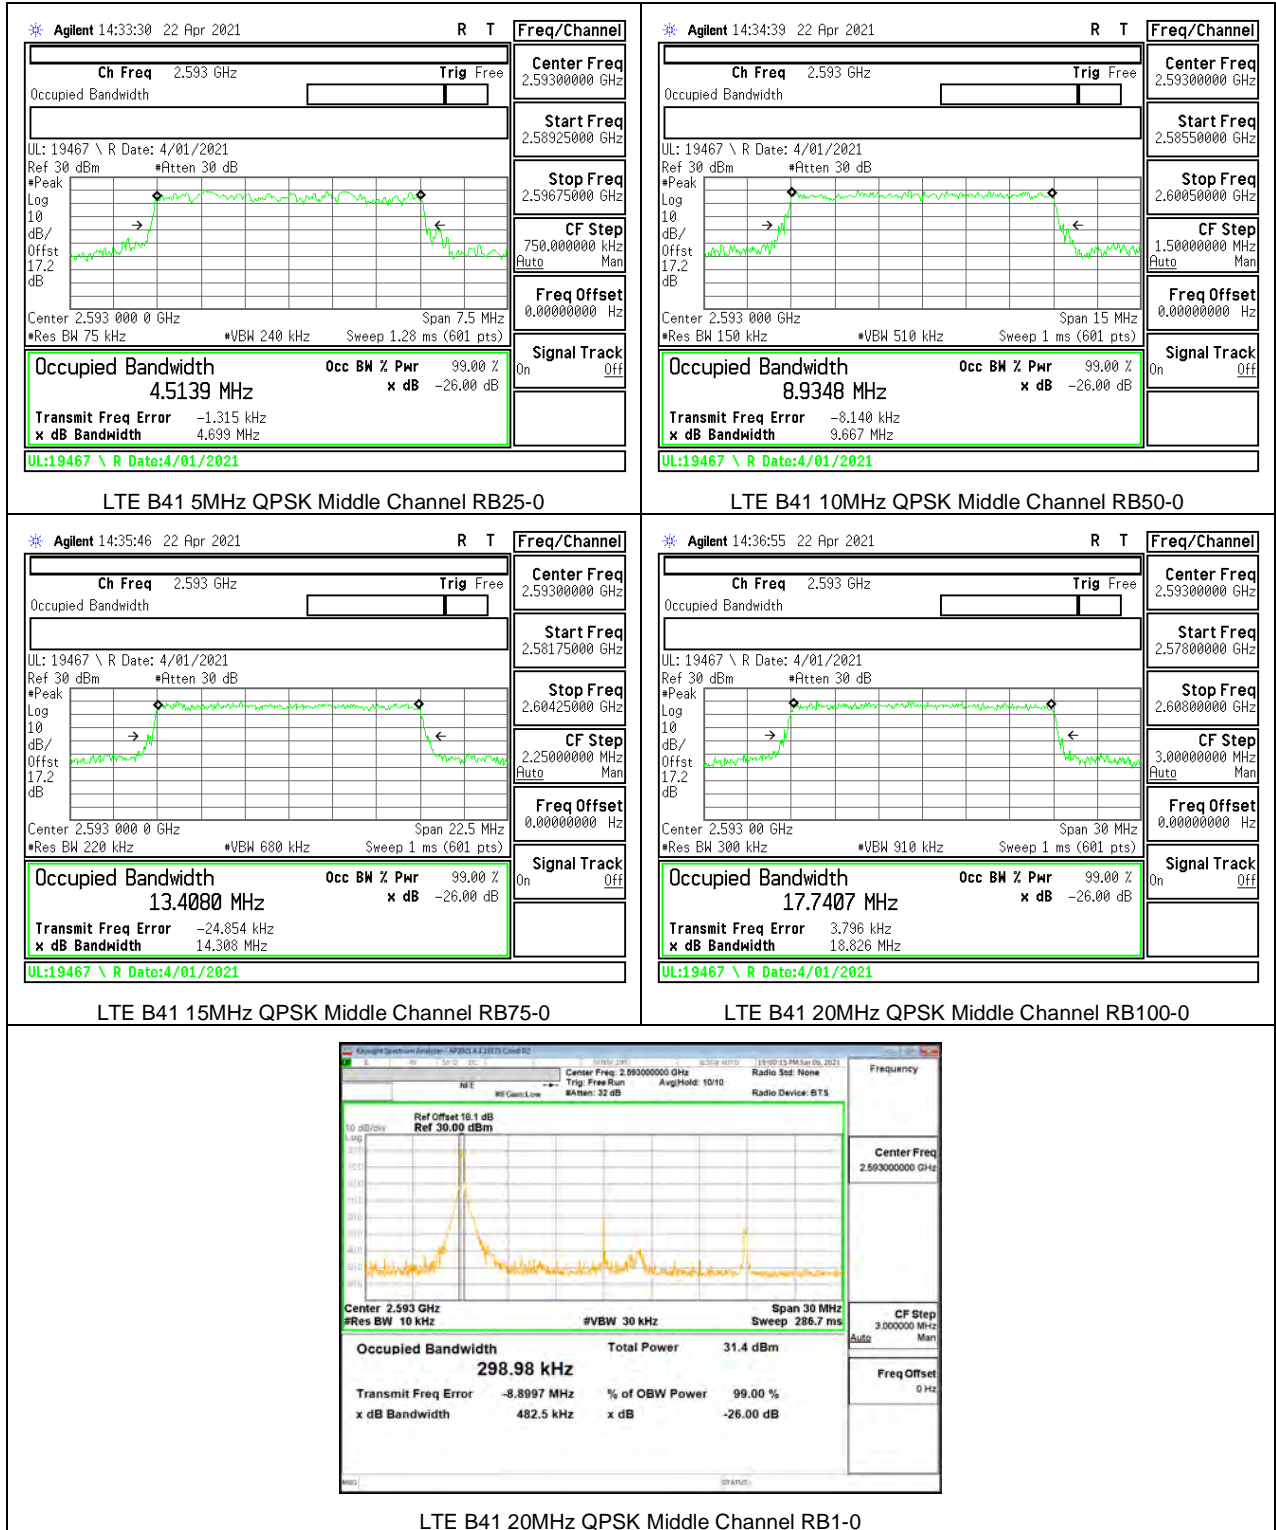 Agilent 14:33:30 22 Apr 2021 R T Freq/Channel
Ch Freq 2.593 GHz Trig Free
Occupied Bandwidth
Center Freq
2.59300000 GHz
Start Freq
2.58925000 GHz
UL: 19467 \ R Date: 4/01/2021
Ref 30 dBm #Atten 30 dB
#Peak
Log
10
dB/
Offst
17.2
dB
Stop Freq
2.59675000 GHz
CF Step
750.000000 kHz
Auto Man
Freq Offset
0.00000000 Hz
Center 2.593 000 0 GHz Span 7.5 MHz
#Res BW 75 kHz #VBW 240 kHz Sweep 1.28 ms (601 pts)
Signal Track
On Off
Occupied Bandwidth Occ BW % Pwr 99.00 %
4.5139 MHz x dB -26.00 dB
Transmit Freq Error -1.315 kHz
x dB Bandwidth 4.699 MHz
UL:19467 \ R Date:4/01/2021
LTE B41 5MHz QPSK Middle Channel RB25-0
Agilent 14:34:39 22 Apr 2021 R T Freq/Channel
Ch Freq 2.593 GHz Trig Free
Occupied Bandwidth
Center Freq
2.59300000 GHz
Start Freq
2.58550000 GHz
UL: 19467 \ R Date: 4/01/2021
Ref 30 dBm #Atten 30 dB
#Peak
Log
10
dB/
Offst
17.2
dB
Stop Freq
2.60050000 GHz
CF Step
1.50000000 MHz
Auto Man
Freq Offset
0.00000000 Hz
Center 2.593 000 GHz Span 15 MHz
#Res BW 150 kHz #VBW 510 kHz Sweep 1 ms (601 pts)
Signal Track
On Off
Occupied Bandwidth Occ BW % Pwr 99.00 %
8.9348 MHz x dB -26.00 dB
Transmit Freq Error -8.140 kHz
x dB Bandwidth 9.667 MHz
UL:19467 \ R Date:4/01/2021
LTE B41 10MHz QPSK Middle Channel RB50-0
Agilent 14:35:46 22 Apr 2021 R T Freq/Channel
Ch Freq 2.593 GHz Trig Free
Occupied Bandwidth
Center Freq
2.59300000 GHz
Start Freq
2.58175000 GHz
UL: 19467 \ R Date: 4/01/2021
Ref 30 dBm #Atten 30 dB
#Peak
Log
10
dB/
Offst
17.2
dB
Stop Freq
2.60425000 GHz
CF Step
2.25000000 MHz
Auto Man
Freq Offset
0.00000000 Hz
Center 2.593 000 0 GHz Span 22.5 MHz
#Res BW 220 kHz #VBW 680 kHz Sweep 1 ms (601 pts)
Signal Track
On Off
Occupied Bandwidth Occ BW % Pwr 99.00 %
13.4080 MHz x dB -26.00 dB
Transmit Freq Error -24.854 kHz
x dB Bandwidth 14.308 MHz
UL:19467 \ R Date:4/01/2021
LTE B41 15MHz QPSK Middle Channel RB75-0
Agilent 14:36:55 22 Apr 2021 R T Freq/Channel
Ch Freq 2.593 GHz Trig Free
Occupied Bandwidth
Center Freq
2.59300000 GHz
Start Freq
2.57800000 GHz
UL: 19467 \ R Date: 4/01/2021
Ref 30 dBm #Atten 30 dB
#Peak
Log
10
dB/
Offst
17.2
dB
Stop Freq
2.60800000 GHz
CF Step
3.00000000 MHz
Auto Man
Freq Offset
0.00000000 Hz
Center 2.593 00 GHz Span 30 MHz
#Res BW 300 kHz #VBW 910 kHz Sweep 1 ms (601 pts)
Signal Track
On Off
Occupied Bandwidth Occ BW % Pwr 99.00 %
17.7407 MHz x dB -26.00 dB
Transmit Freq Error 3.796 kHz
x dB Bandwidth 18.826 MHz
UL:19467 \ R Date:4/01/2021
LTE B41 20MHz QPSK Middle Channel RB100-0
Keysight Spectrum Analyzer
Center Freq: 2.593000000 GHz Radio Std: None
NFE Trig: Free Run Avg|Hold: 10/10
#IFGain:Low #Atten: 32 dB Radio Device: BTS
Frequency
Ref Offset 18.1 dB
10 dB/div Ref 30.00 dBm
Log
Center Freq
2.593000000 GHz
Center 2.593 GHz Span 30 MHz
#Res BW 10 kHz #VBW 30 kHz Sweep 286.7 ms
CF Step
3.000000 MHz
Auto Man
Occupied Bandwidth Total Power 31.4 dBm
298.98 kHz
Freq Offset
0 Hz
Transmit Freq Error -8.8997 MHz % of OBW Power 99.00 %
x dB Bandwidth 482.5 kHz x dB -26.00 dB
MSG STATUS
LTE B41 20MHz QPSK Middle Channel RB1-0